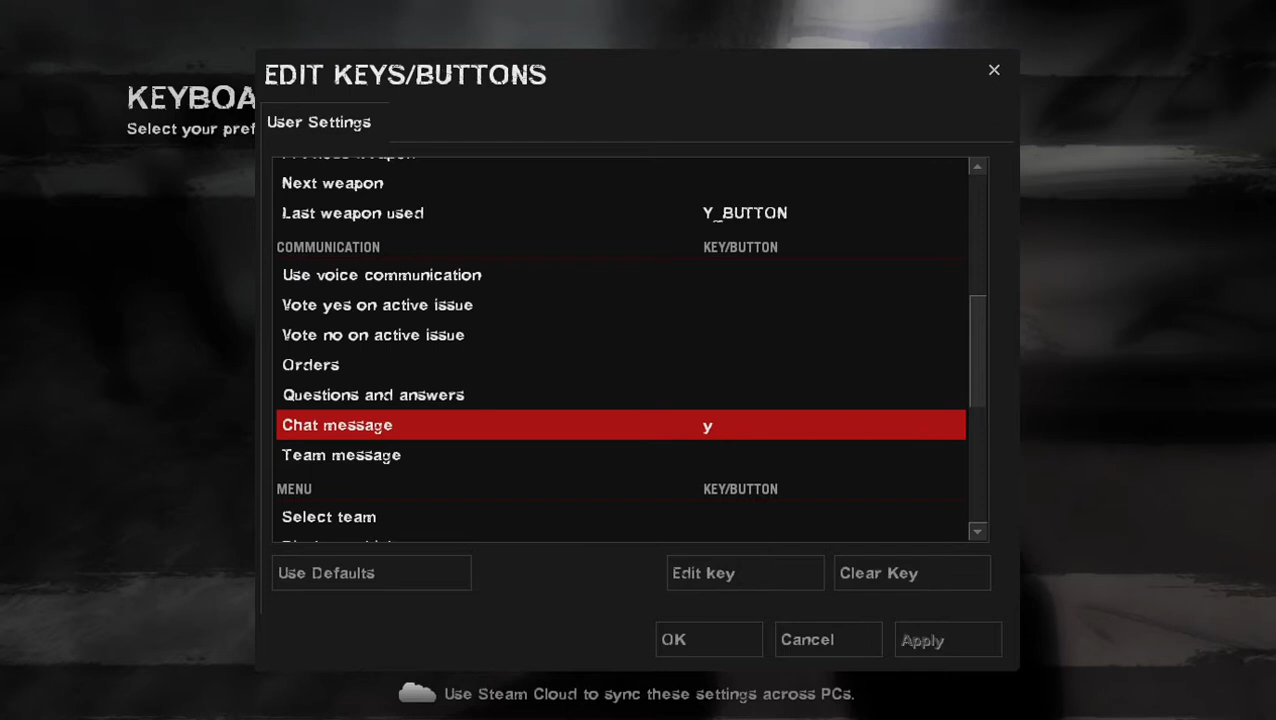 EDIT KEYS/BUTTONS
KEYBOA
Select your pref
User Settings
Next weapon
Last weapon used Y_BUTTON
COMMUNICATION KEY/BUTTON
Use voice communication
Vote yes on active issue
Vote no on active issue
Orders
Questions and answers
Chat message y
Team message
MENU KEY/BUTTON
Select team
Use Defaults Edit key Clear Key
OK Cancel Apply
Use Steam Cloud to sync these settings across PCs.